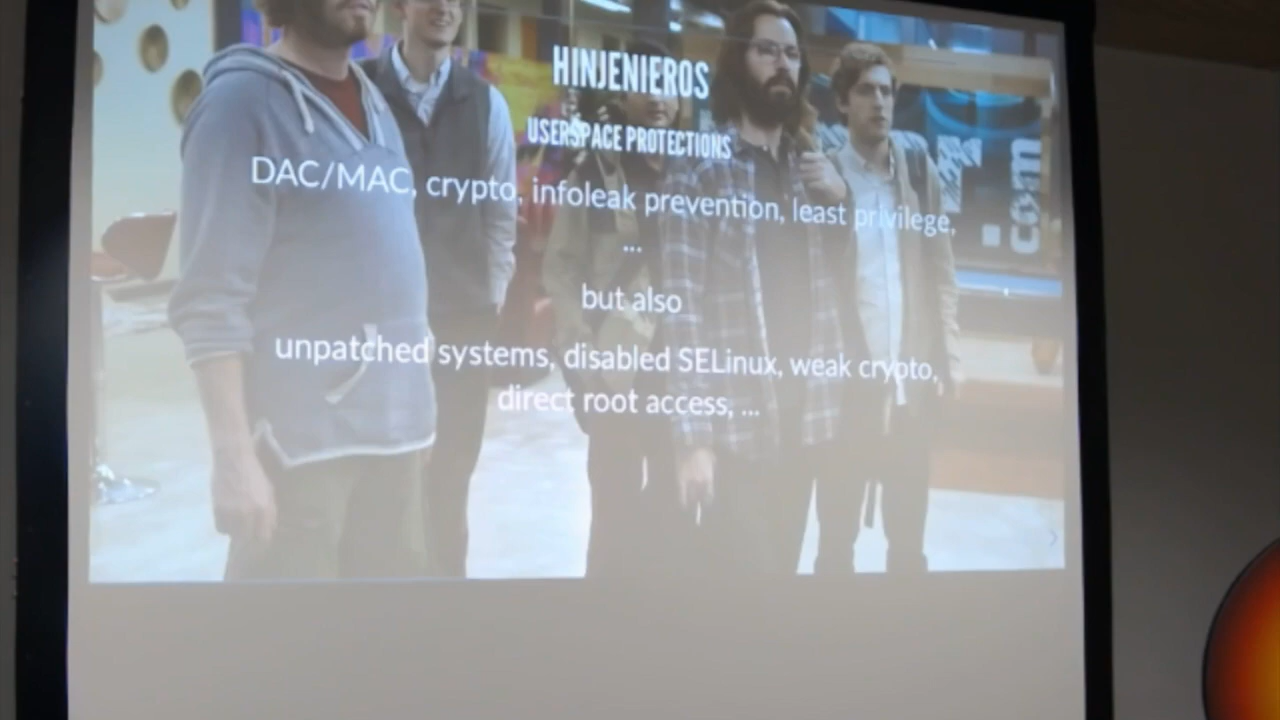 HINJENIEROS
USERSPACE PROTECTIONS
DAC/MAC, crypto, infoleak prevention, least privilege,
...
but also
unpatched systems, disabled SELinux, weak crypto,
direct root access, ...
.com